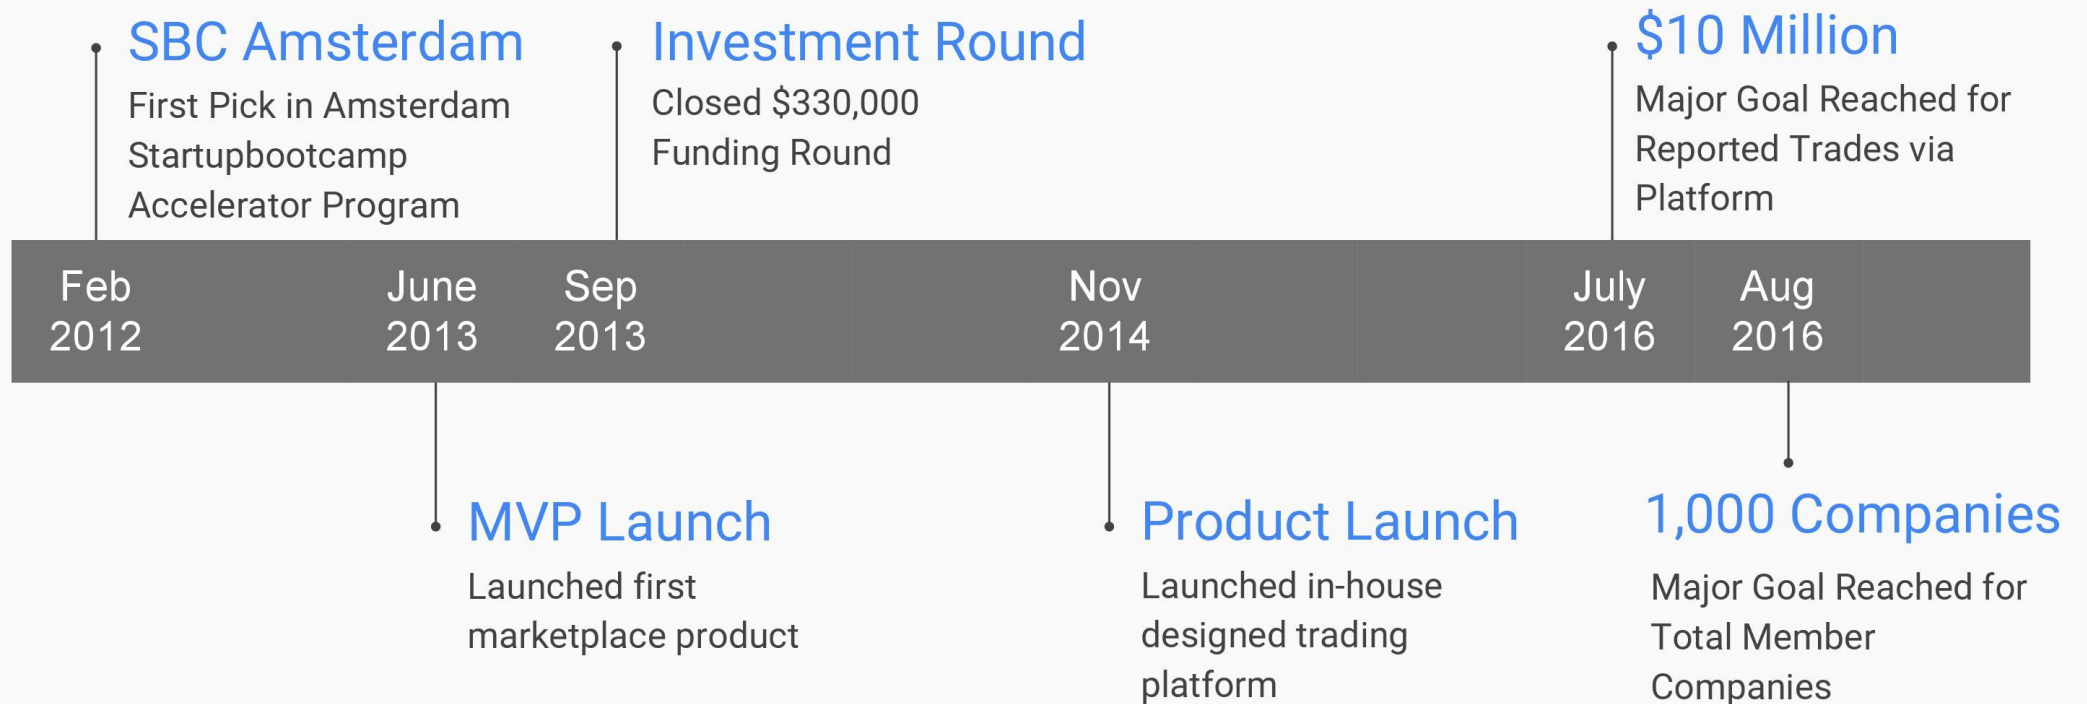 SBC Amsterdam
First Pick in Amsterdam
Startupbootcamp
Accelerator Program
Investment Round
Closed $330,000
Funding Round
$10 Million
Major Goal Reached for
Reported Trades via
Platform
Feb
2012
June
2013
Sep
2013
Nov
2014
July
2016
Aug
2016
MVP Launch
Launched first
marketplace product
Product Launch
Launched in-house
designed trading
platform
1,000 Companies
Major Goal Reached for
Total Member
Companies